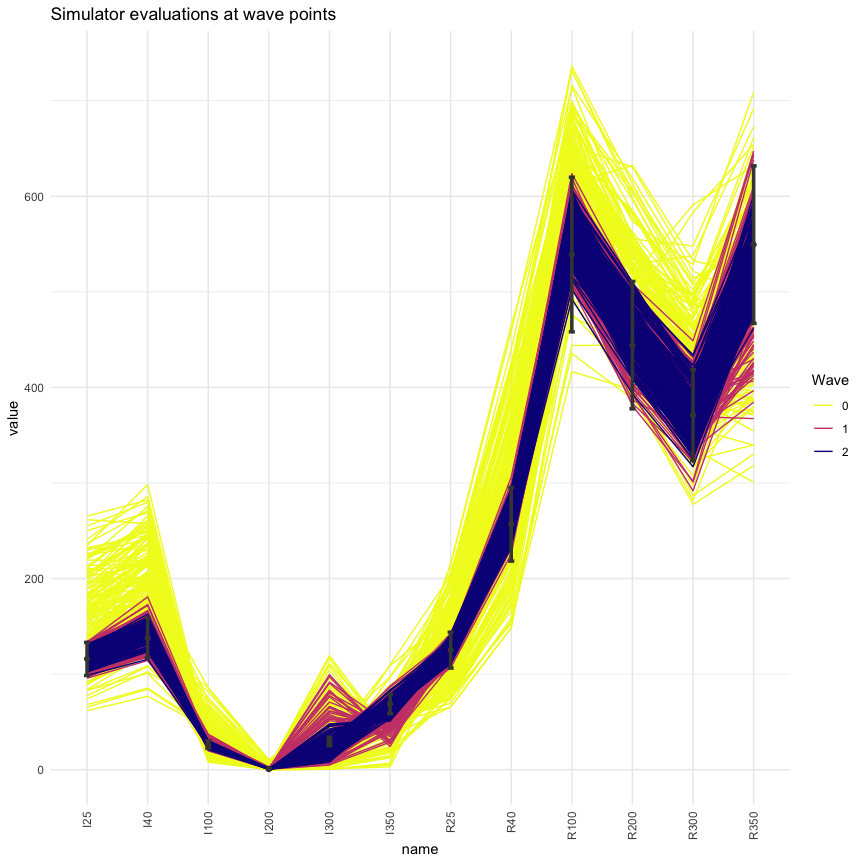 Simulator evaluations at wave points
value
600
400
200
0
I25
I40
I100
I200
I300
I350
R25
R40
R100
R200
R300
R350
name
Wave
0
1
2